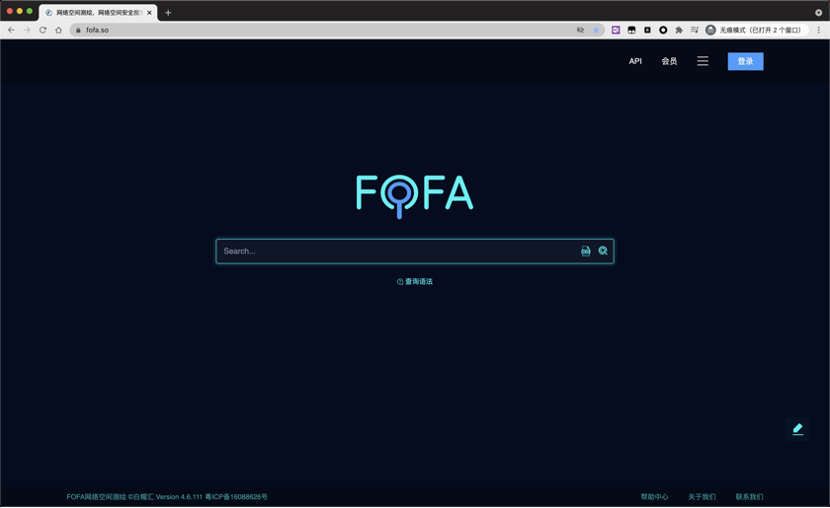 网络空间测绘，网络空间安全
fofa.so
无痕模式（已打开 2 个窗口）
API
会员
登录
FOFA
Search...
查询语法
FOFA网络空间测绘 ©白帽汇 Version 4.6.111 粤ICP备16088626号
帮助中心
关于我们
联系我们